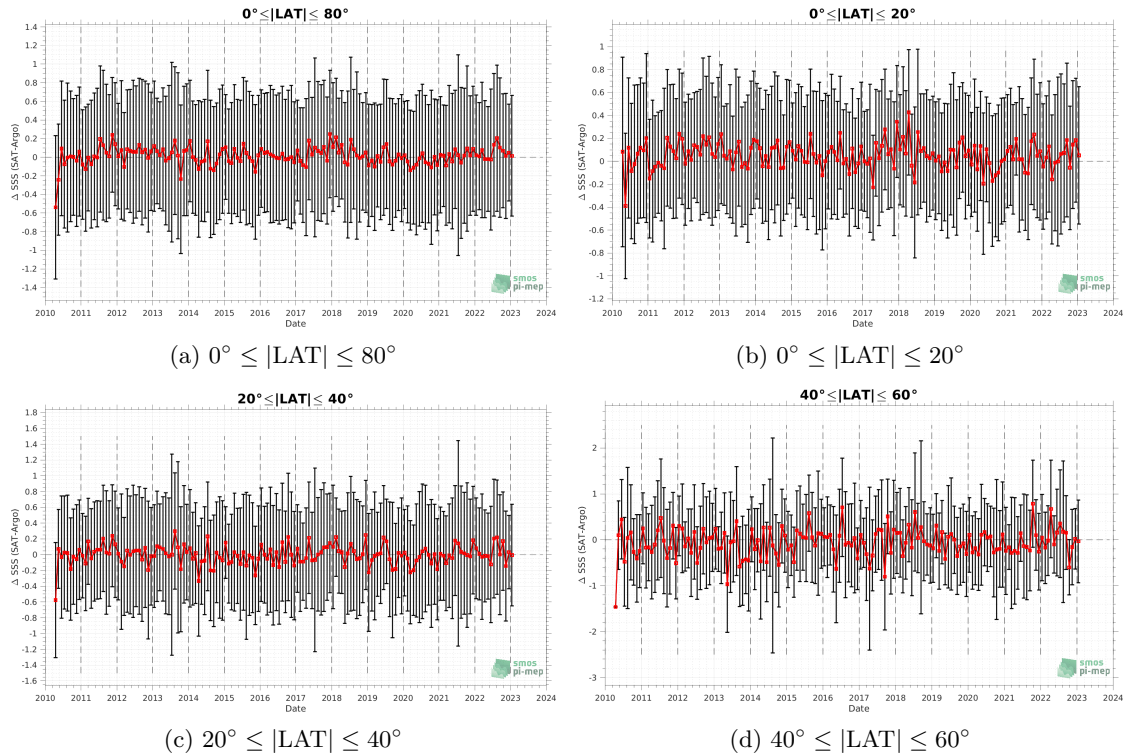 0°≤|LAT|≤ 80°
Δ SSS (SAT-Argo)
1.4
1.2
1
0.8
0.6
0.4
0.2
0
-0.2
-0.4
-0.6
-0.8
-1
-1.2
-1.4
smos
pi-mep
2010 2011 2012 2013 2014 2015 2016 2017 2018 2019 2020 2021 2022 2023 2024
Date
(a) 0° ≤ |LAT| ≤ 80°
0°≤|LAT|≤ 20°
Δ SSS (SAT-Argo)
1
0.8
0.6
0.4
0.2
0
-0.2
-0.4
-0.6
-0.8
-1
-1.2
smos
pi-mep
2010 2011 2012 2013 2014 2015 2016 2017 2018 2019 2020 2021 2022 2023 2024
Date
(b) 0° ≤ |LAT| ≤ 20°
20°≤|LAT|≤ 40°
Δ SSS (SAT-Argo)
1.8
1.6
1.4
1.2
1
0.8
0.6
0.4
0.2
0
-0.2
-0.4
-0.6
-0.8
-1
-1.2
-1.4
-1.6
smos
pi-mep
2010 2011 2012 2013 2014 2015 2016 2017 2018 2019 2020 2021 2022 2023 2024
Date
(c) 20° ≤ |LAT| ≤ 40°
40°≤|LAT|≤ 60°
Δ SSS (SAT-Argo)
2
1
0
-1
-2
-3
smos
pi-mep
2010 2011 2012 2013 2014 2015 2016 2017 2018 2019 2020 2021 2022 2023 2024
Date
(d) 40° ≤ |LAT| ≤ 60°